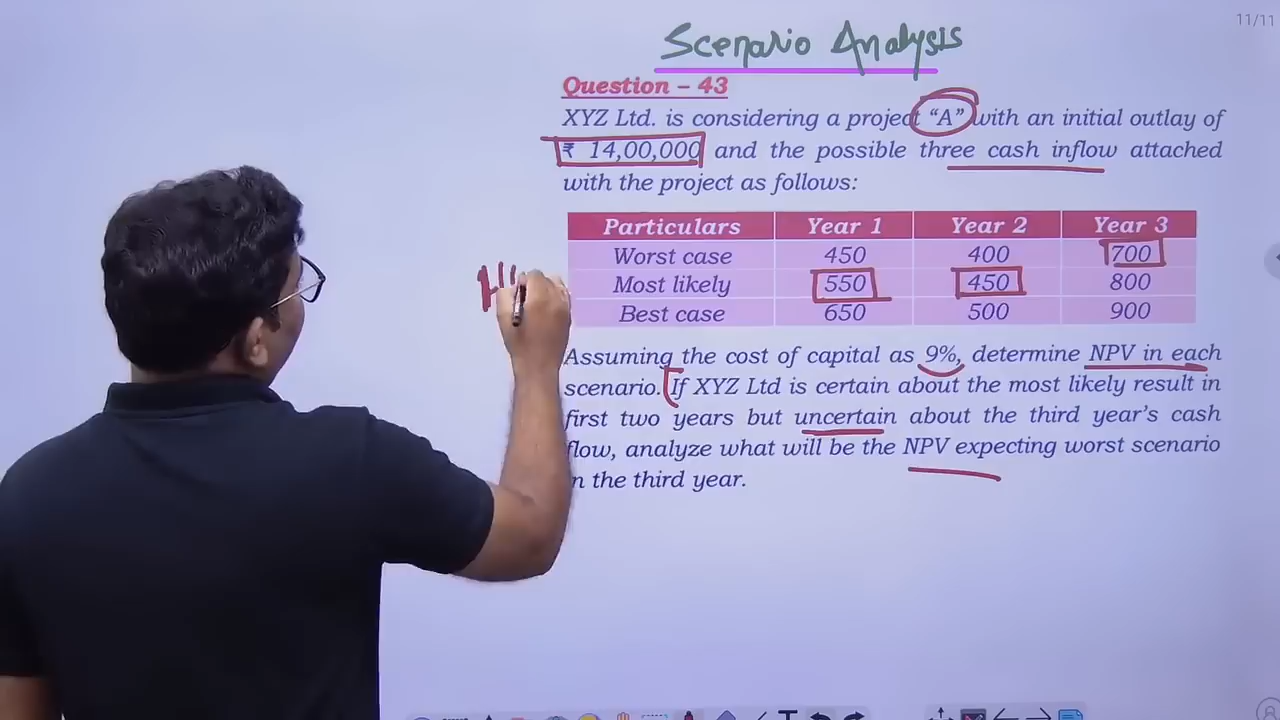 11/11
Scenario Analysis
Question – 43
XYZ Ltd. is considering a project “A” with an initial outlay of
₹ 14,00,000 and the possible three cash inflow attached
with the project as follows:
Particulars Year 1 Year 2 Year 3
Worst case 450 400 700
Most likely 550 450 800
Best case 650 500 900
Assuming the cost of capital as 9%, determine NPV in each
scenario. If XYZ Ltd is certain about the most likely result in
first two years but uncertain about the third year’s cash
flow, analyze what will be the NPV expecting worst scenario
n the third year.